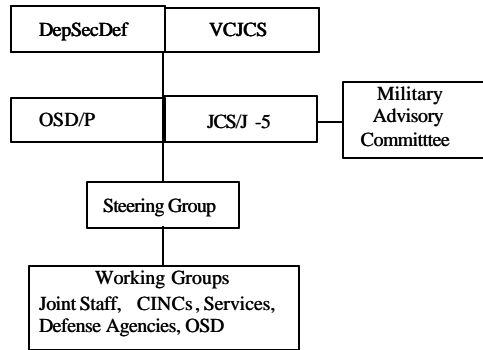 DepSecDef VCJCS
OSD/P JCS/J -5
Military
Advisory
Committtee
Steering Group
Working Groups
Joint Staff, CINCs, Services,
Defense Agencies, OSD